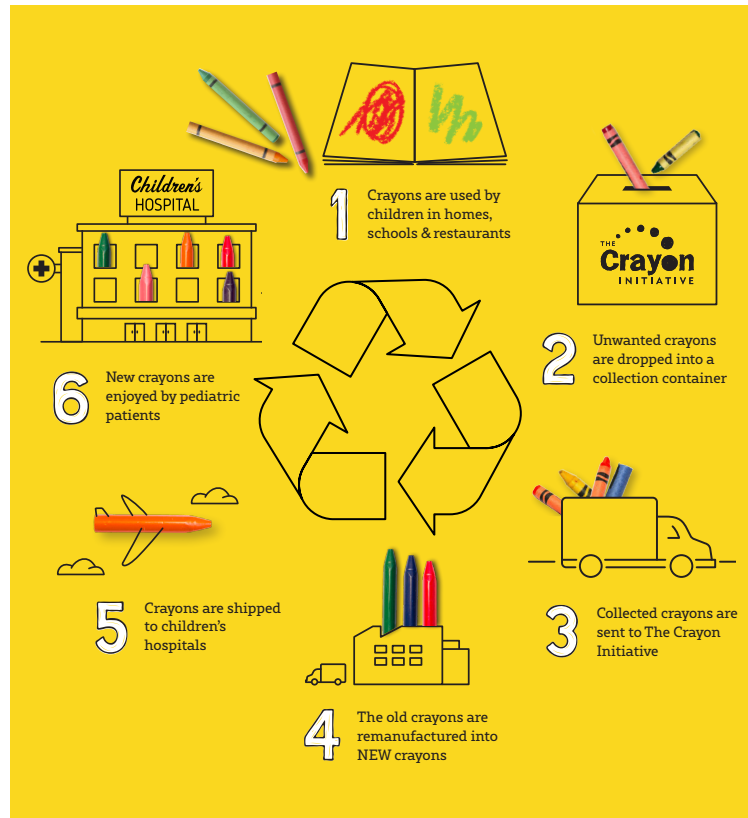 1
Crayons are used by
children in homes,
schools & restaurants
THE
Crayon
INITIATIVE
2
Unwanted crayons
are dropped into a
collection container
3
Collected crayons are
sent to The Crayon
Initiative
4
The old crayons are
remanufactured into
NEW crayons
5
Crayons are shipped
to children's
hospitals
Children's
HOSPITAL
6
New crayons are
enjoyed by pediatric
patients